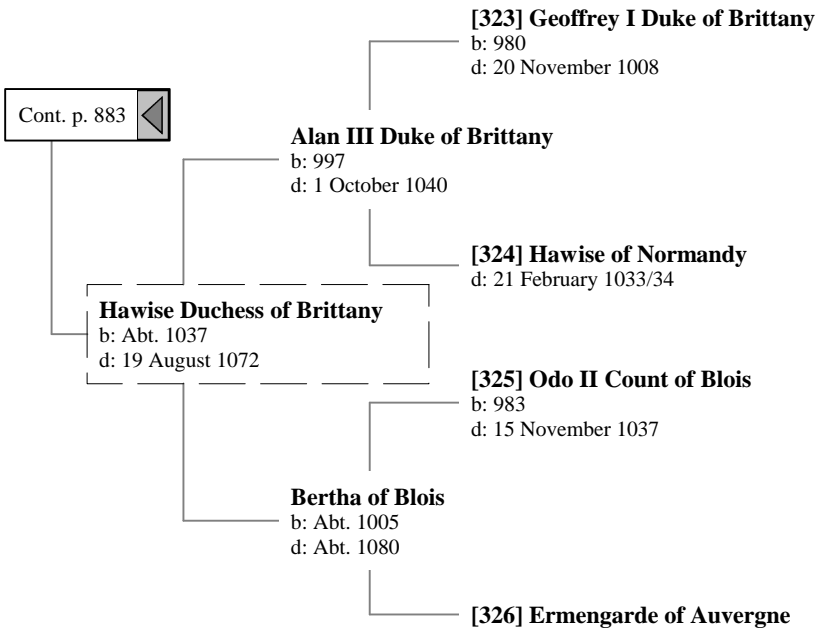 [323] Geoffrey I Duke of Brittany
b: 980
d: 20 November 1008
Cont. p. 883
Alan III Duke of Brittany
b: 997
d: 1 October 1040
[324] Hawise of Normandy
d: 21 February 1033/34
Hawise Duchess of Brittany
b: Abt. 1037
d: 19 August 1072
[325] Odo II Count of Blois
b: 983
d: 15 November 1037
Bertha of Blois
b: Abt. 1005
d: Abt. 1080
[326] Ermengarde of Auvergne